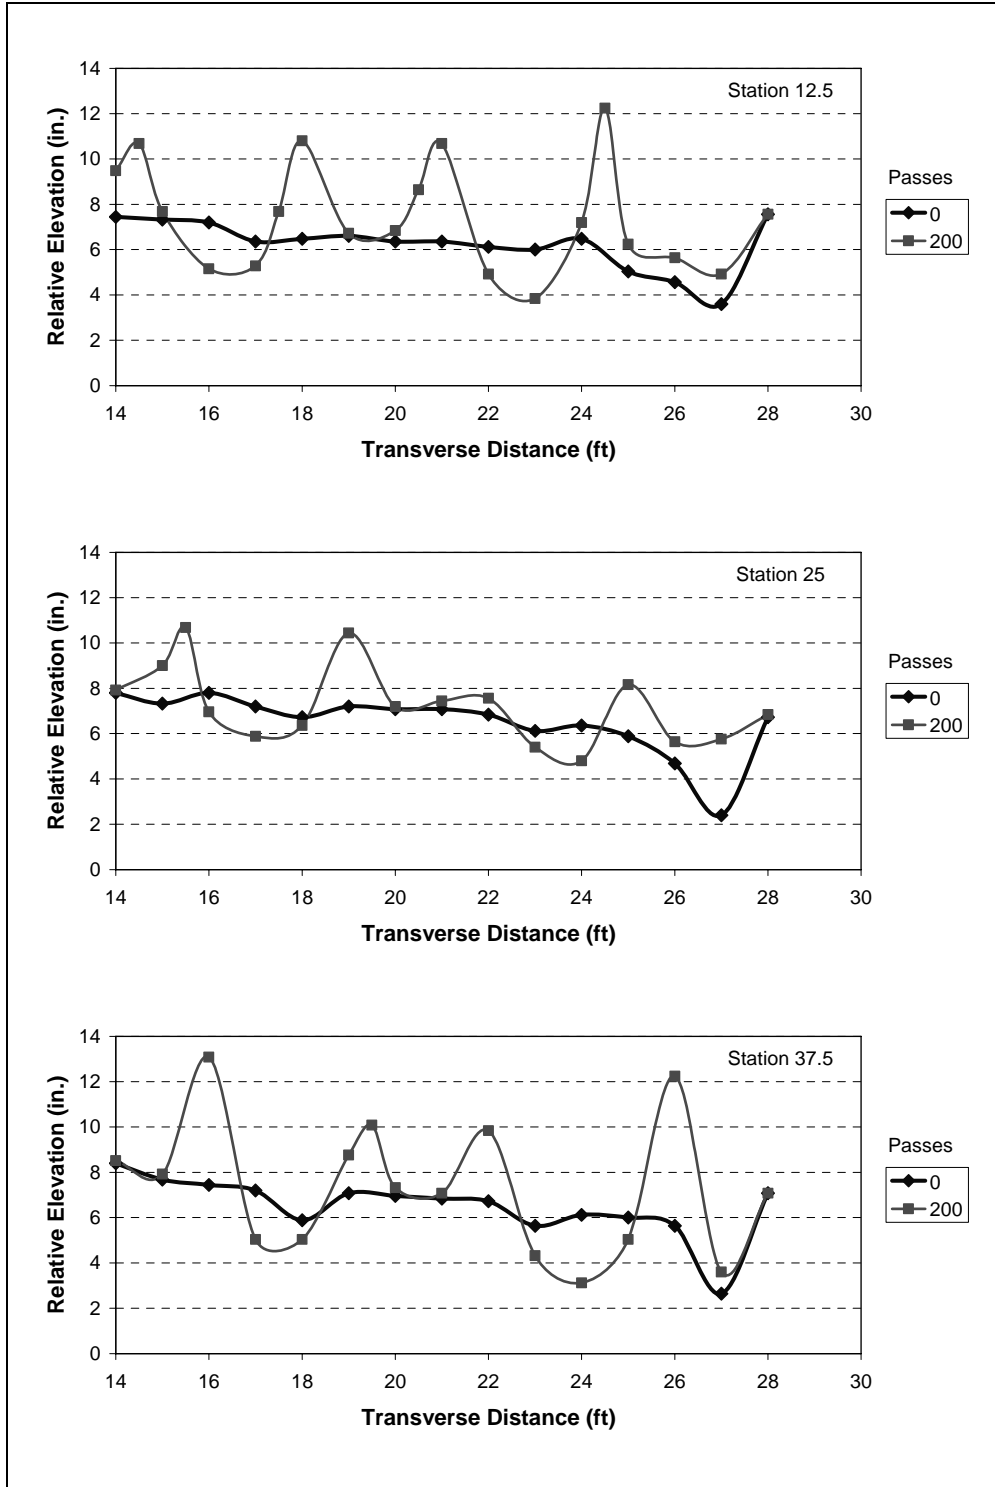 Station 12.5
Relative Elevation (in.)
14
12
10
8
6
4
2
0
14 16 18 20 22 24 26 28 30
Transverse Distance (ft)
Passes
0
200
Station 25
Relative Elevation (in.)
14
12
10
8
6
4
2
0
14 16 18 20 22 24 26 28 30
Transverse Distance (ft)
Passes
0
200
Station 37.5
Relative Elevation (in.)
14
12
10
8
6
4
2
0
14 16 18 20 22 24 26 28 30
Transverse Distance (ft)
Passes
0
200